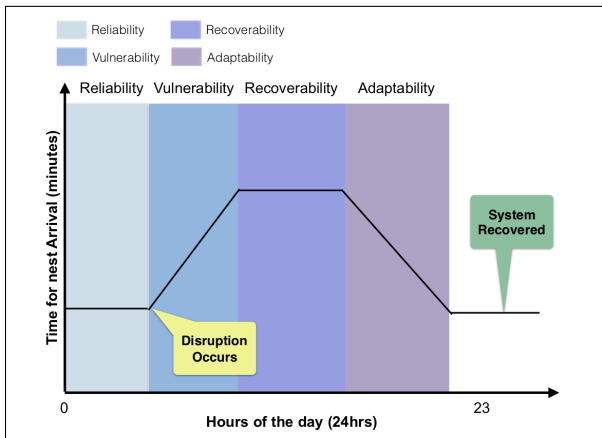 Reliability
Recoverability
Vulnerability
Adaptability
Reliability Vulnerability Recoverability Adaptability
Time for nest Arrival (minutes)
System
Recovered
Disruption
Occurs
0
23
Hours of the day (24hrs)